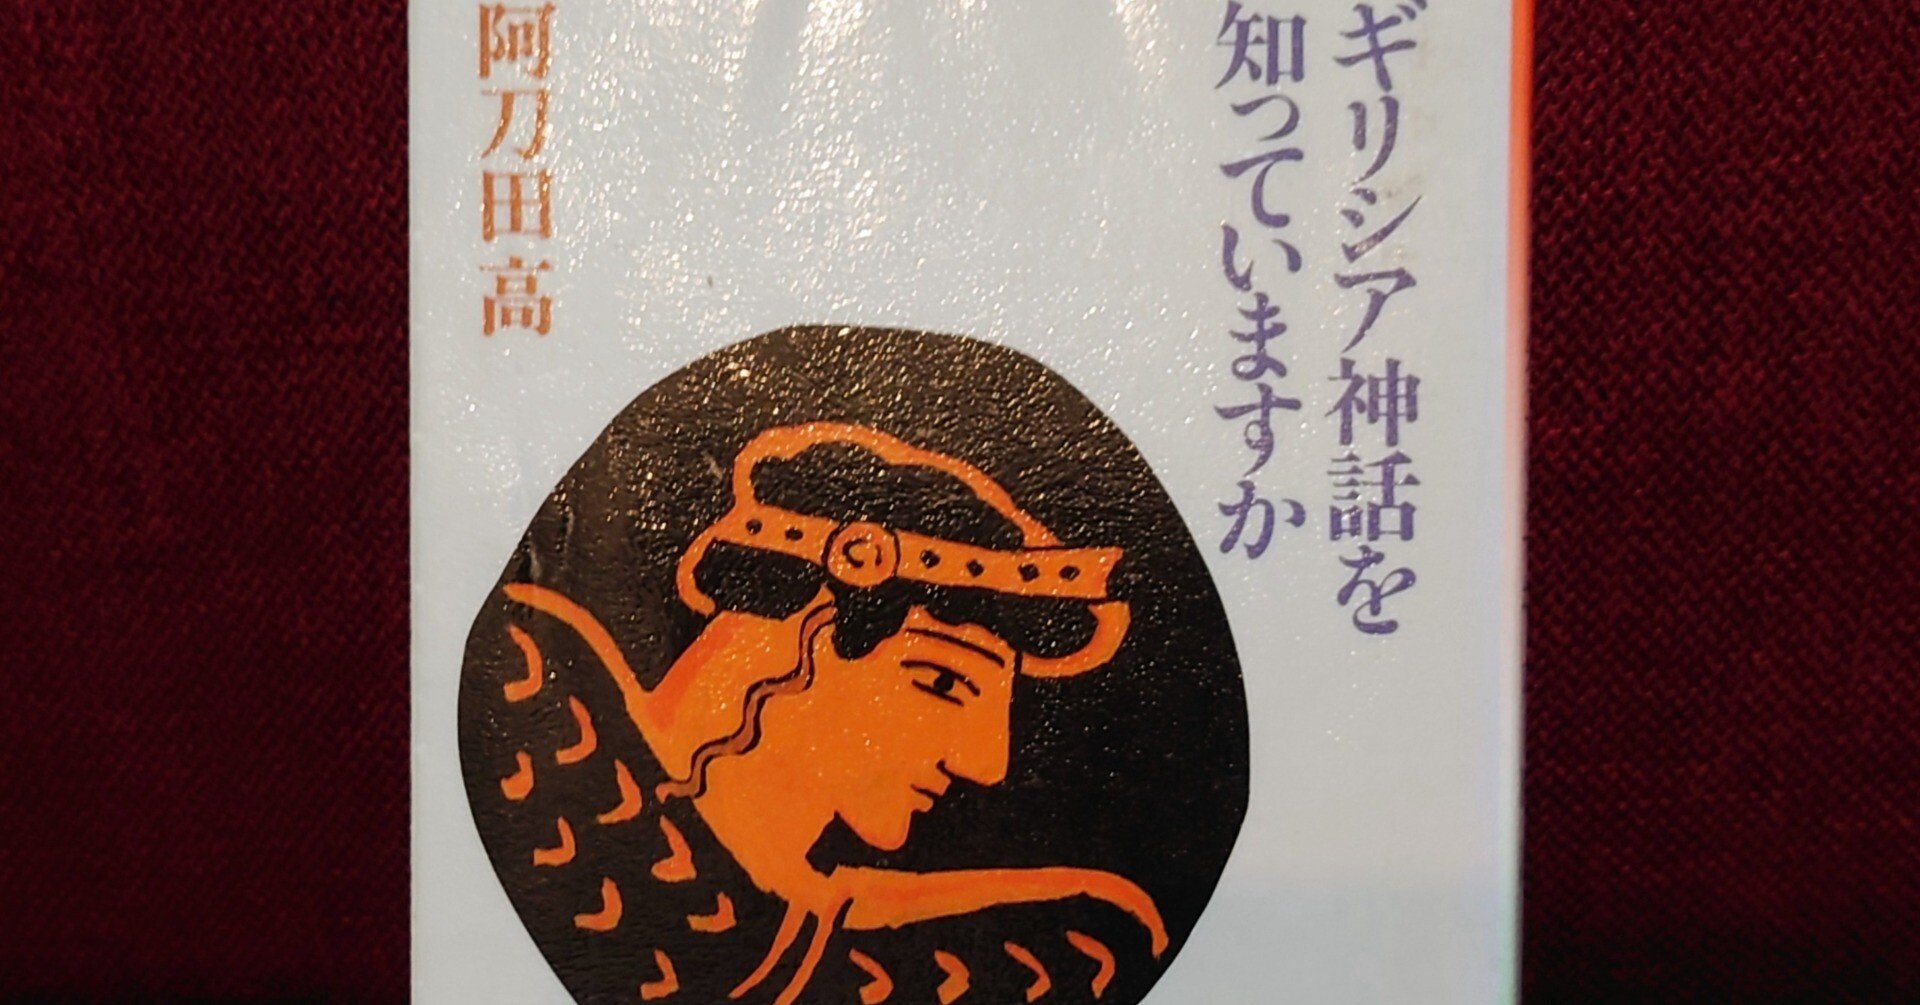 ギリシア神話を
知っていますか
阿刀田高